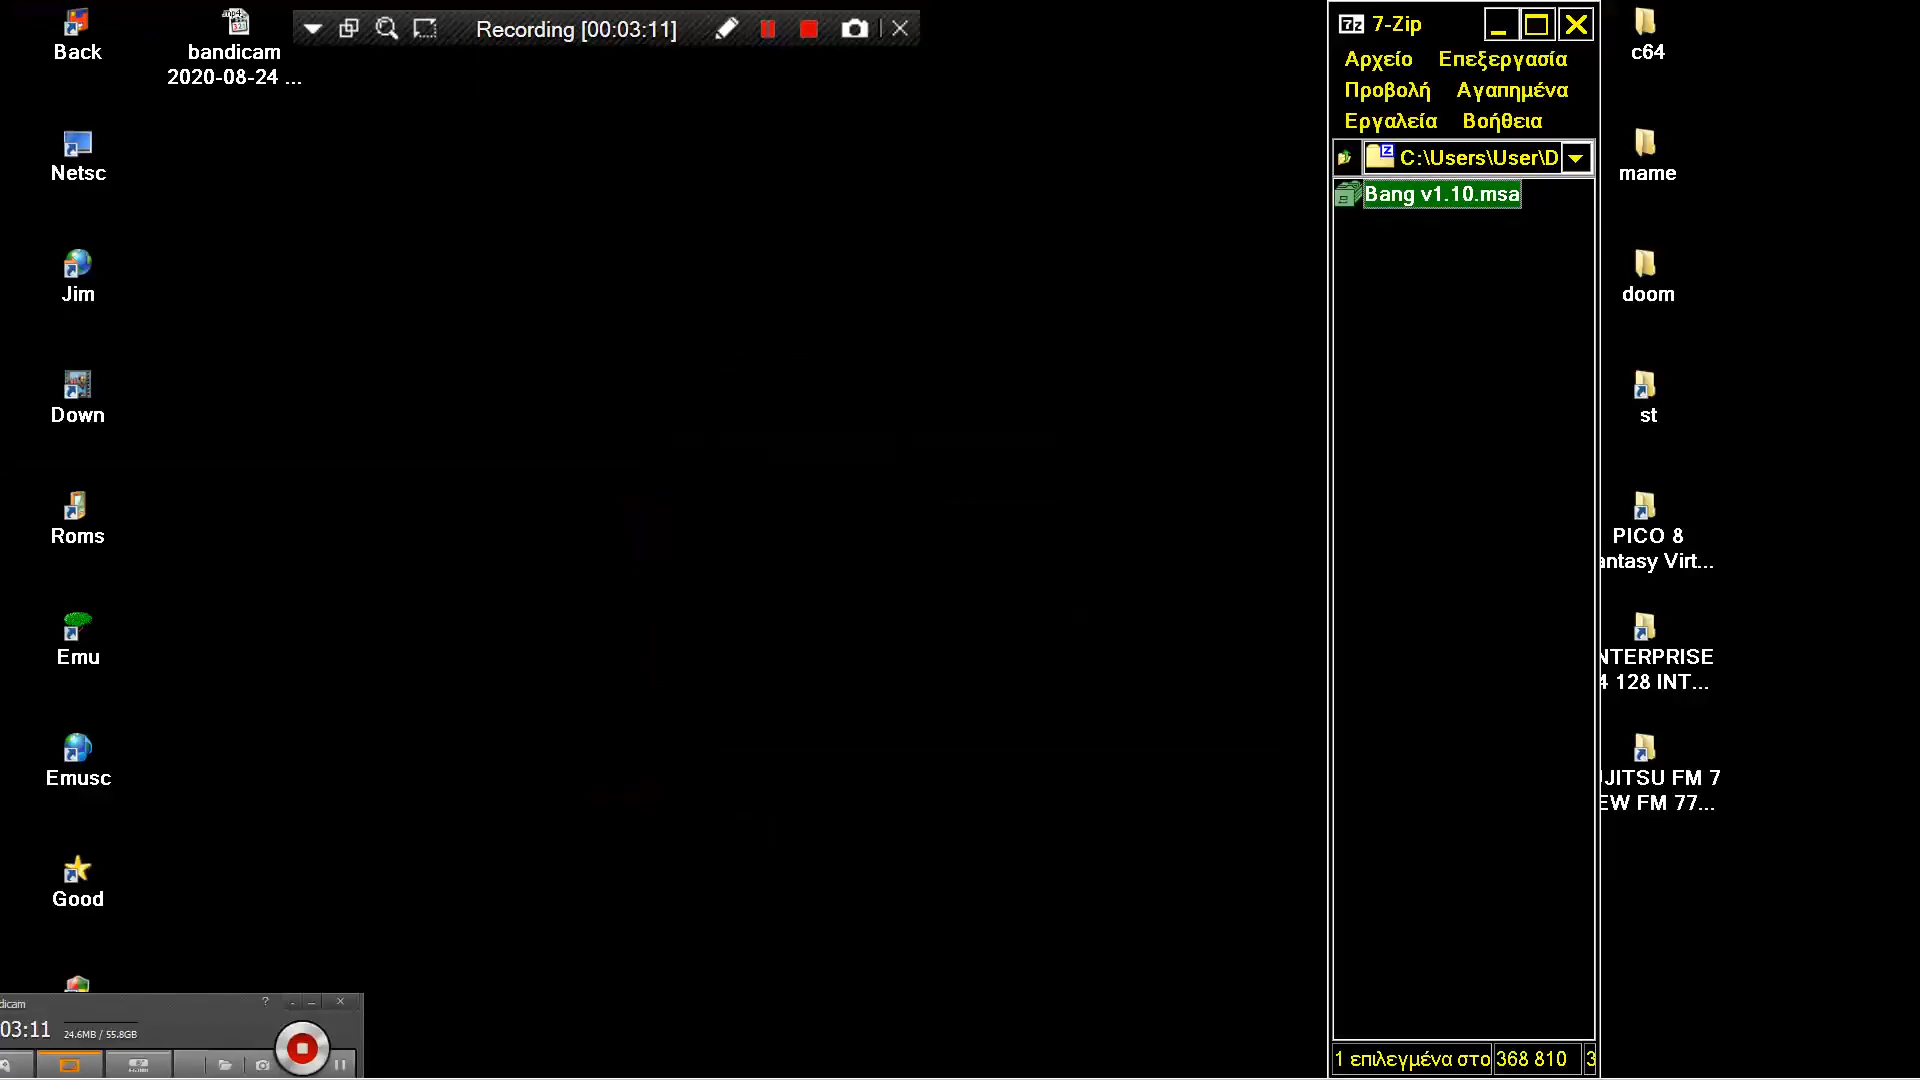 Back
bandicam
2020-08-24 ...
Recording [00:03:11]
7-Zip
Αρχείο Επεξεργασία
Προβολή Αγαπημένα
Εργαλεία Βοήθεια
C:\Users\User\D
Bang v1.10.msa
c64
Netsc
mame
Jim
doom
Down
st
Roms
PICO 8
antasy Virt...
Emu
NTERPRISE
4 128 INT...
Emusc
JITSU FM 7
EW FM 77...
Good
dicam
03:11
24.6MB / 55.8GB
1 επιλεγμένα στο 368 810 3